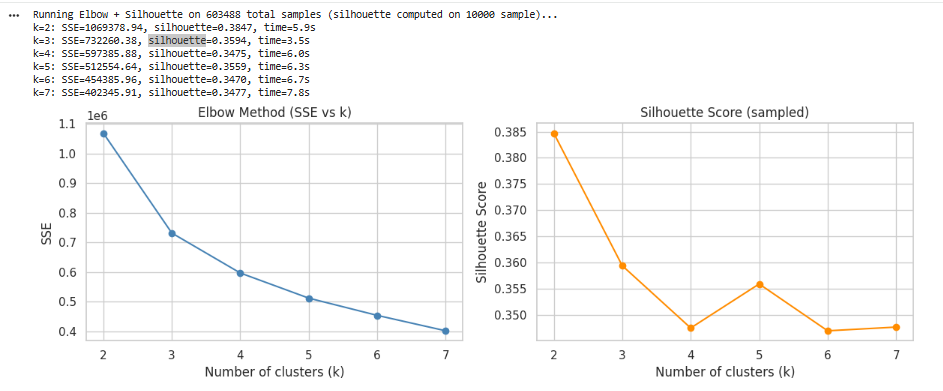 ... Running Elbow + Silhouette on 603488 total samples (silhouette computed on 10000 sample)...
k=2: SSE=1069378.94, silhouette=0.3847, time=5.9s
k=3: SSE=732260.38, silhouette=0.3594, time=3.5s
k=4: SSE=597385.88, silhouette=0.3475, time=6.0s
k=5: SSE=512554.64, silhouette=0.3559, time=6.3s
k=6: SSE=454385.96, silhouette=0.3470, time=6.7s
k=7: SSE=402345.91, silhouette=0.3477, time=7.8s
Elbow Method (SSE vs k)
1e6
1.1
1.0
0.9
0.8
0.7
0.6
0.5
0.4
SSE
2 3 4 5 6 7
Number of clusters (k)
Silhouette Score (sampled)
0.385
0.380
0.375
0.370
0.365
0.360
0.355
0.350
Silhouette Score
2 3 4 5 6 7
Number of clusters (k)